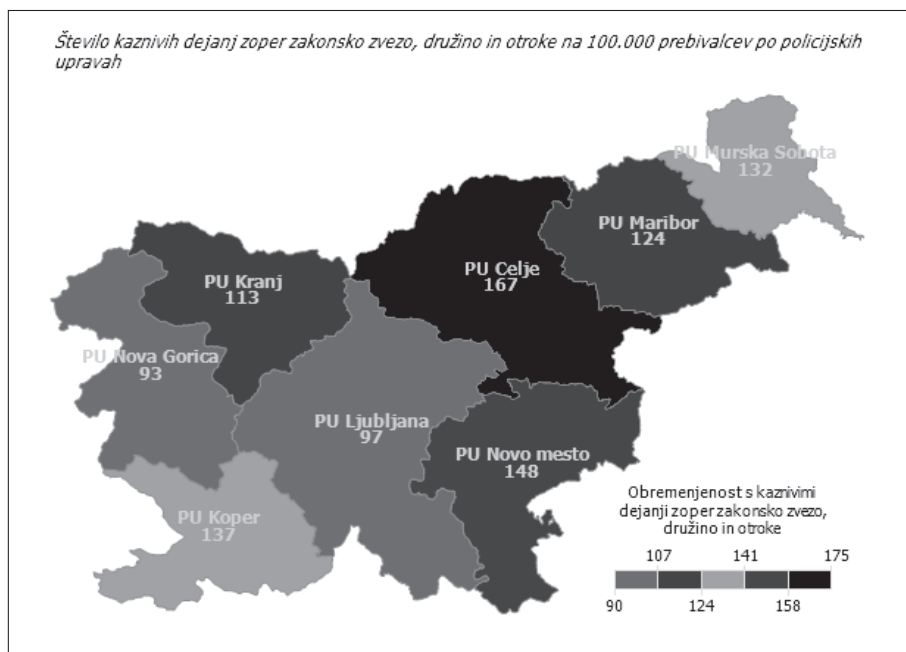 Število kaznivih dejanj zoper zakonsko zvezo, družino in otroke na 100.000 prebivalcev po policijskih
upravah
PU Murska Sobota
132
PU Maribor
124
PU Celje
167
PU Kranj
113
PU Nova Gorica
93
PU Ljubljana
97
PU Novo mesto
148
PU Koper
137
Obremenjenost s kaznivimi
dejanji zoper zakonsko zvezo,
družino in otroke
107 141 175
90 124 158